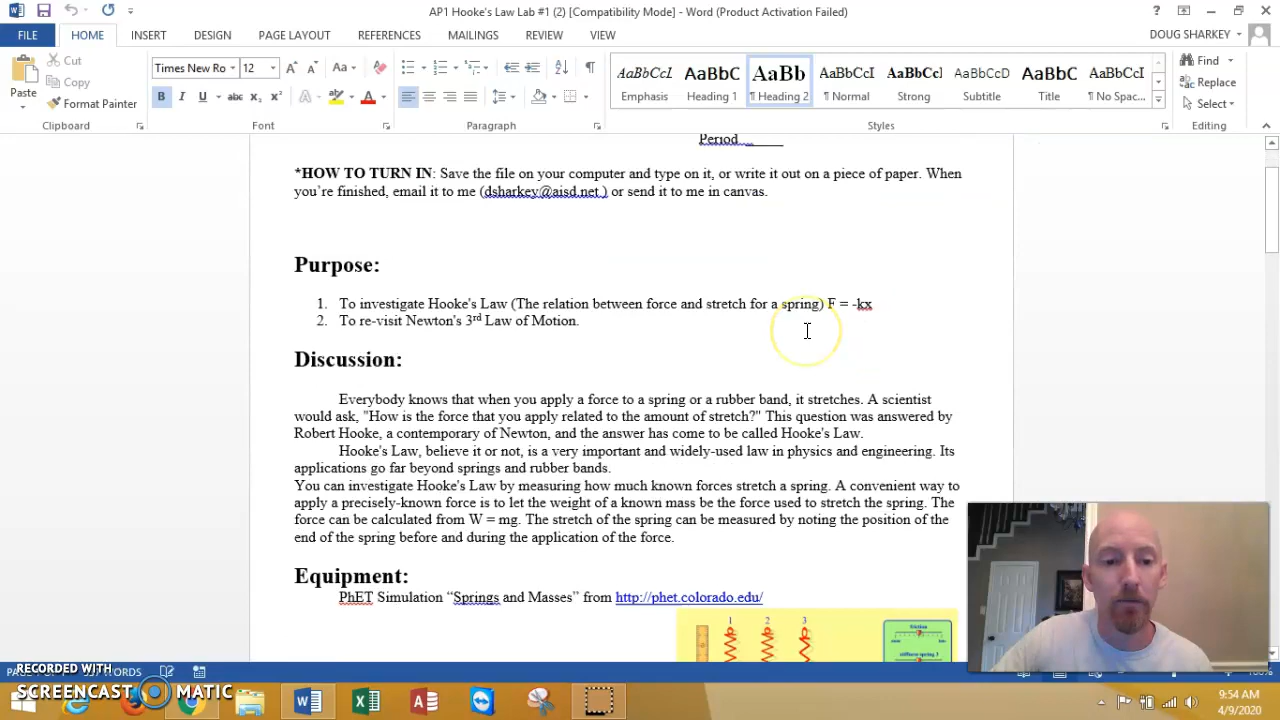 AP1 Hooke's Law Lab #1 (2) [Compatibility Mode] - Word (Product Activation Failed)
FILE HOME INSERT DESIGN PAGE LAYOUT REFERENCES MAILINGS REVIEW VIEW DOUG SHARKEY
Cut
Copy
Paste
Format Painter
Times New Ro 12 Aa
B I U abc x₂ x² A A
AaBbCcI AaBbC AaBb AaBbCcI AaBbCcl AaBbCcD AaBbC AaBbCcI
Emphasis Heading 1 ¶ Heading 2 ¶ Normal Strong Subtitle Title ¶ No Spac...
Find
Replace
Select
Clipboard Font Paragraph Styles Editing
Period
*HOW TO TURN IN: Save the file on your computer and type on it, or write it out on a piece of paper. When
you're finished, email it to me (dsharkey@aisd.net ) or send it to me in canvas.
Purpose:
1. To investigate Hooke's Law (The relation between force and stretch for a spring) F = -kx
2. To re-visit Newton's 3rd Law of Motion.
Discussion:
Everybody knows that when you apply a force to a spring or a rubber band, it stretches. A scientist
would ask, "How is the force that you apply related to the amount of stretch?" This question was answered by
Robert Hooke, a contemporary of Newton, and the answer has come to be called Hooke's Law.
Hooke's Law, believe it or not, is a very important and widely-used law in physics and engineering. Its
applications go far beyond springs and rubber bands.
You can investigate Hooke's Law by measuring how much known forces stretch a spring. A convenient way to
apply a precisely-known force is to let the weight of a known mass be the force used to stretch the spring. The
force can be calculated from W = mg. The stretch of the spring can be measured by noting the position of the
end of the spring before and during the application of the force.
Equipment:
PhET Simulation “Springs and Masses” from http://phet.colorado.edu/
1 2 3
friction
RECORDED WITH
SCREENCAST MATIC
9:54 AM
4/9/2020